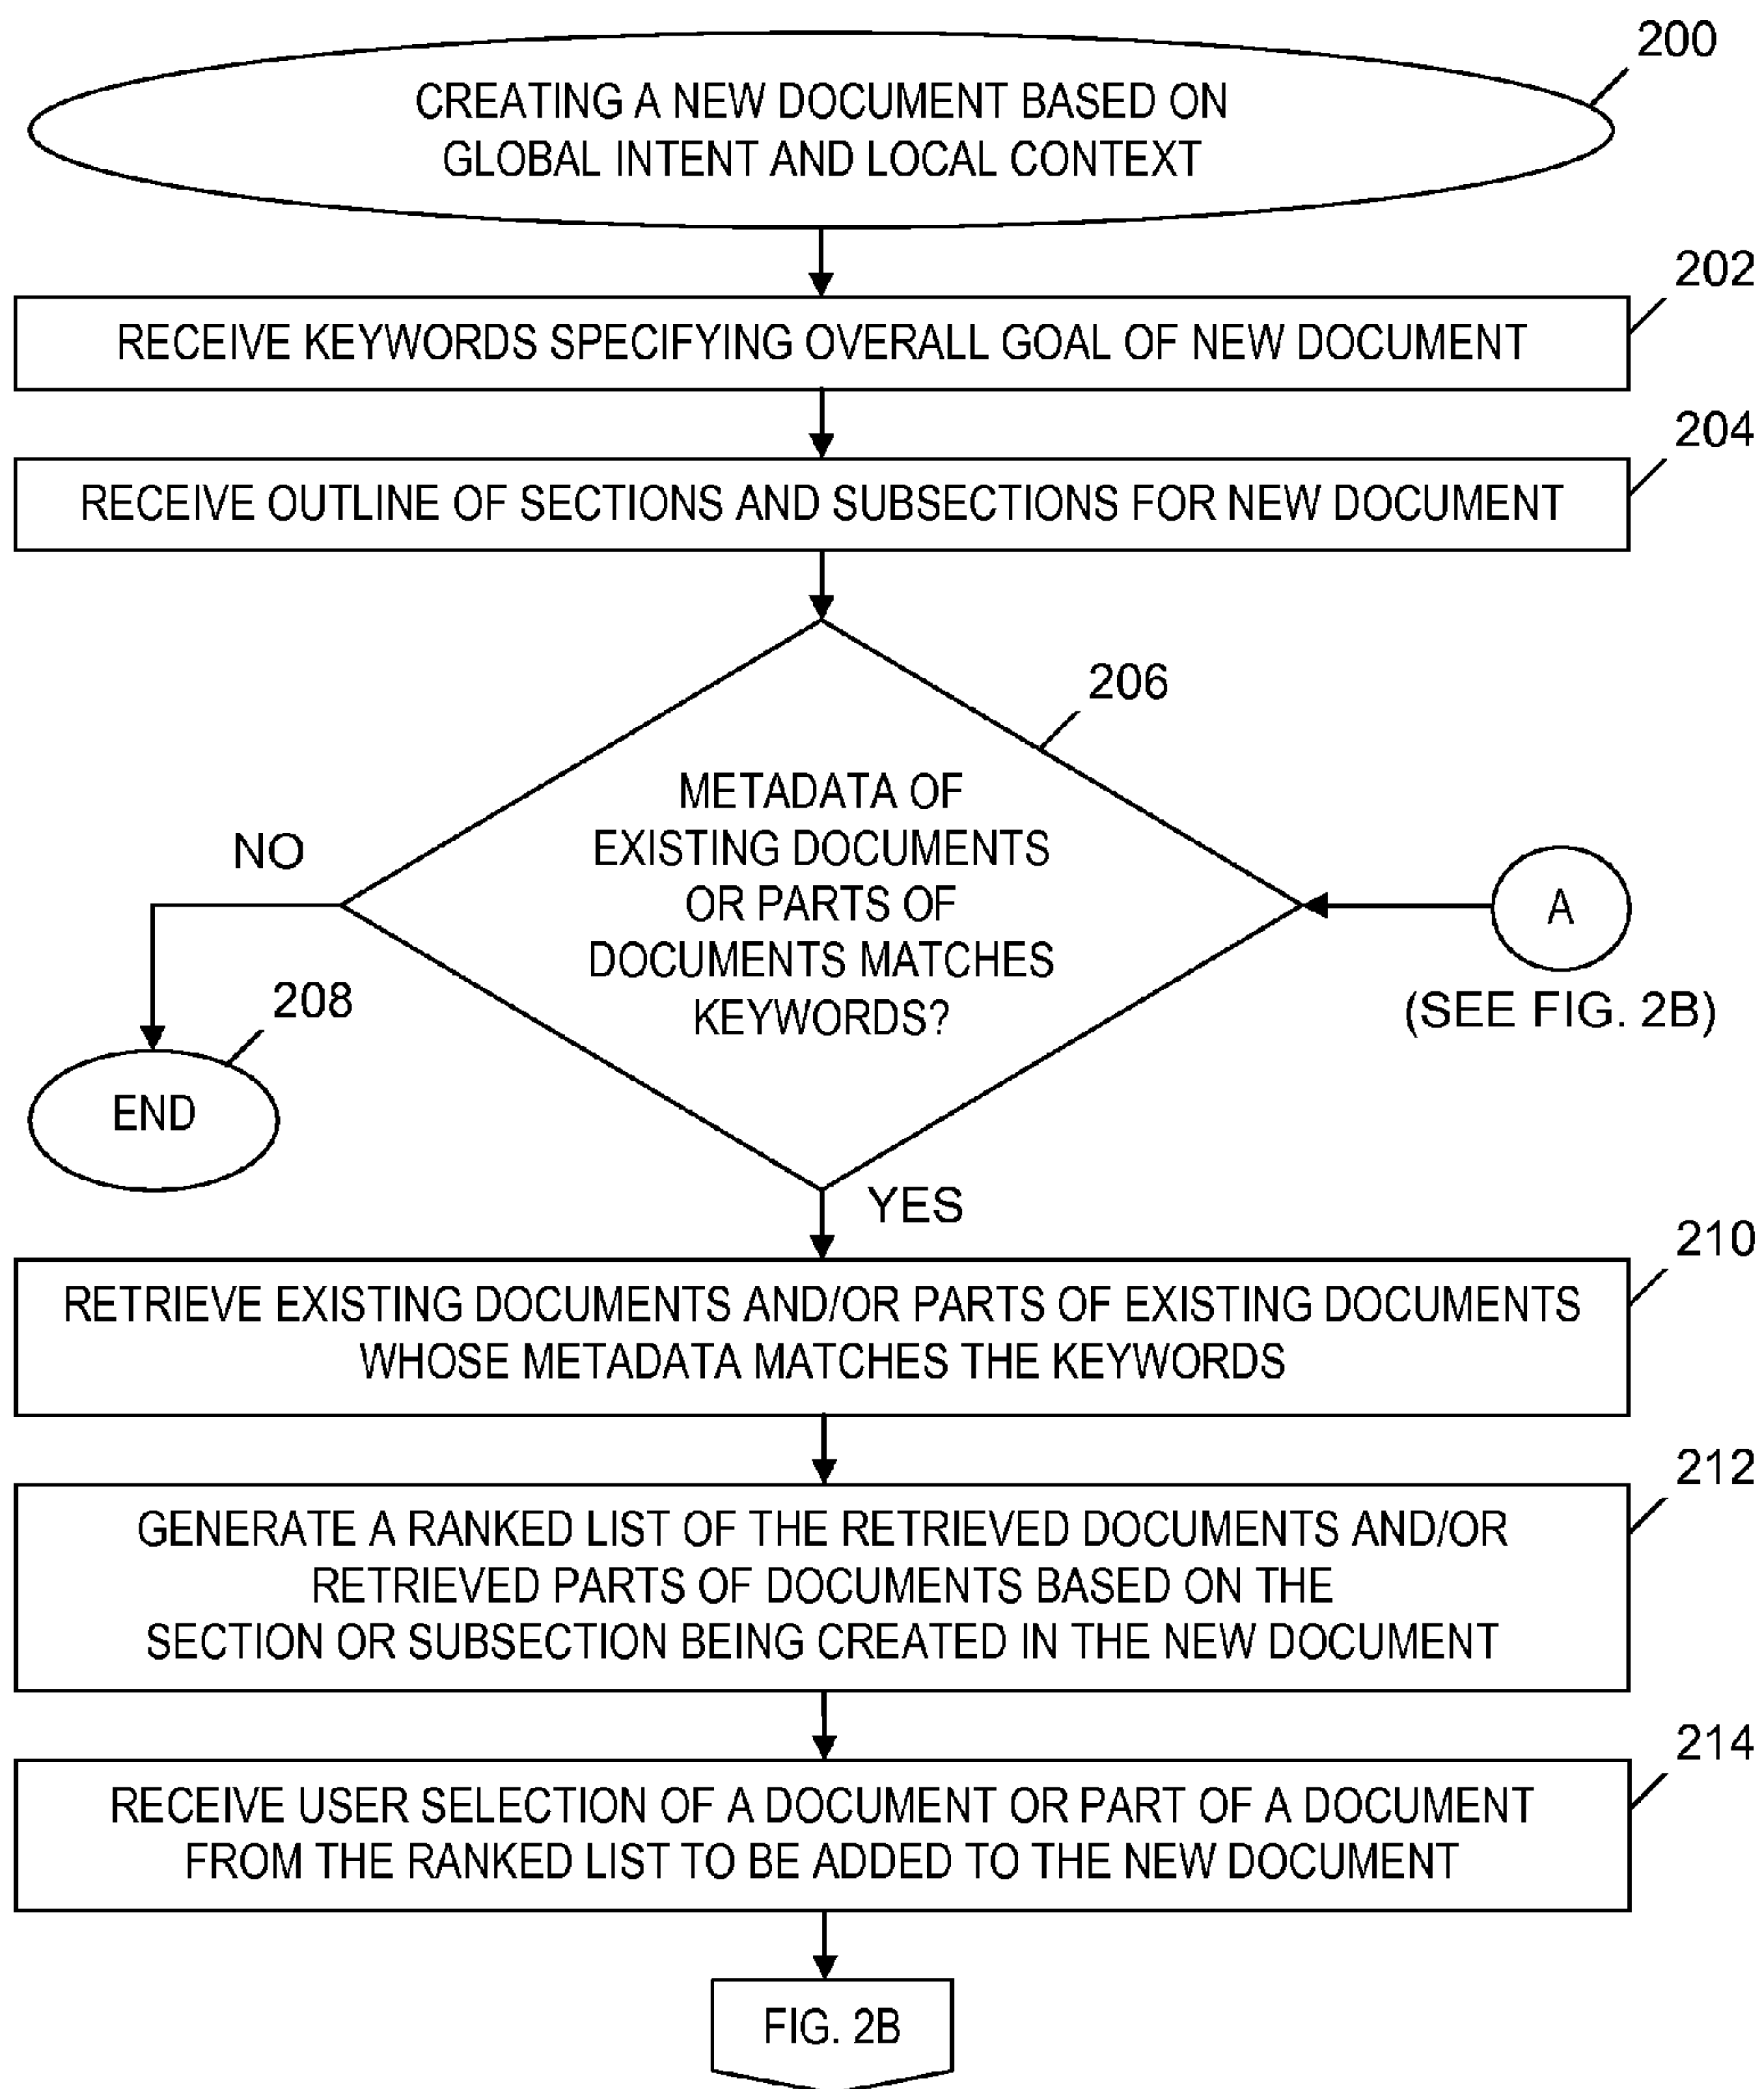 200
CREATING A NEW DOCUMENT BASED ON
GLOBAL INTENT AND LOCAL CONTEXT
202
RECEIVE KEYWORDS SPECIFYING OVERALL GOAL OF NEW DOCUMENT
204
RECEIVE OUTLINE OF SECTIONS AND SUBSECTIONS FOR NEW DOCUMENT
206
METADATA OF
EXISTING DOCUMENTS
OR PARTS OF
DOCUMENTS MATCHES
KEYWORDS?
NO
208
END
A
(SEE FIG. 2B)
YES
210
RETRIEVE EXISTING DOCUMENTS AND/OR PARTS OF EXISTING DOCUMENTS
WHOSE METADATA MATCHES THE KEYWORDS
212
GENERATE A RANKED LIST OF THE RETRIEVED DOCUMENTS AND/OR
RETRIEVED PARTS OF DOCUMENTS BASED ON THE
SECTION OR SUBSECTION BEING CREATED IN THE NEW DOCUMENT
214
RECEIVE USER SELECTION OF A DOCUMENT OR PART OF A DOCUMENT
FROM THE RANKED LIST TO BE ADDED TO THE NEW DOCUMENT
FIG. 2B